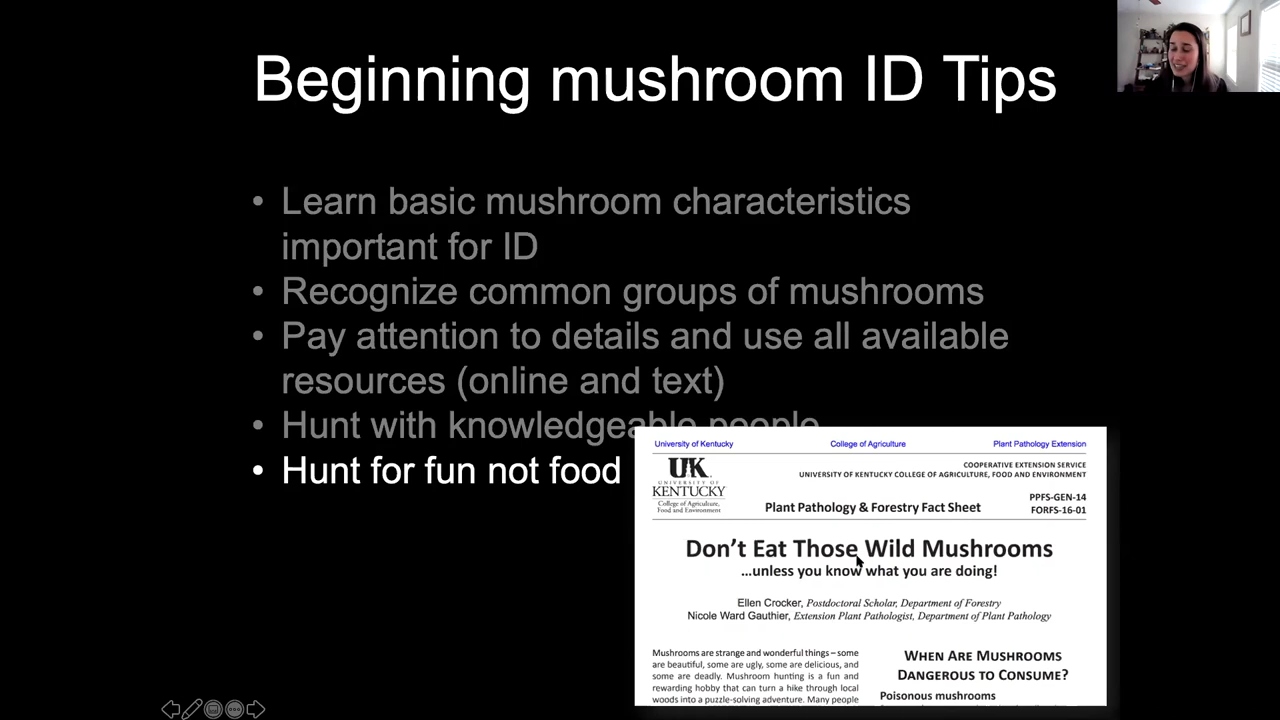 Beginning mushroom ID Tips
• Learn basic mushroom characteristics
important for ID
• Recognize common groups of mushrooms
• Pay attention to details and use all available
resources (online and text)
• Hunt with knowledgeable people
• Hunt for fun not food
University of Kentucky College of Agriculture Plant Pathology Extension
UK
UNIVERSITY OF
KENTUCKY
College of Agriculture,
Food and Environment
COOPERATIVE EXTENSION SERVICE
UNIVERSITY OF KENTUCKY COLLEGE OF AGRICULTURE, FOOD AND ENVIRONMENT
PPFS-GEN-14
Plant Pathology & Forestry Fact Sheet FORFS-16-01
Don't Eat Those Wild Mushrooms
...unless you know what you are doing!
Ellen Crocker, Postdoctoral Scholar, Department of Forestry
Nicole Ward Gauthier, Extension Plant Pathologist, Department of Plant Pathology
Mushrooms are strange and wonderful things – some
are beautiful, some are ugly, some are delicious, and
some are deadly. Mushroom hunting is a fun and
rewarding hobby that can turn a hike through local
woods into a puzzle-solving adventure. Many people
WHEN ARE MUSHROOMS
DANGEROUS TO CONSUME?
Poisonous mushrooms